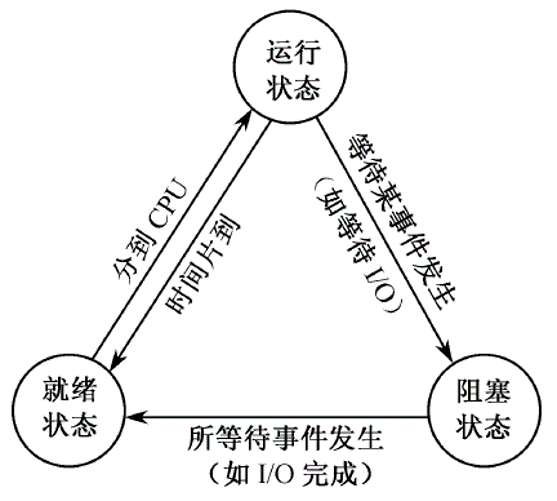 运行
状态
分到 CPU
时间片到
等待某事件发生
（如等待 I/O）
就绪
状态
阻塞
状态
所等待事件发生
（如 I/O 完成）